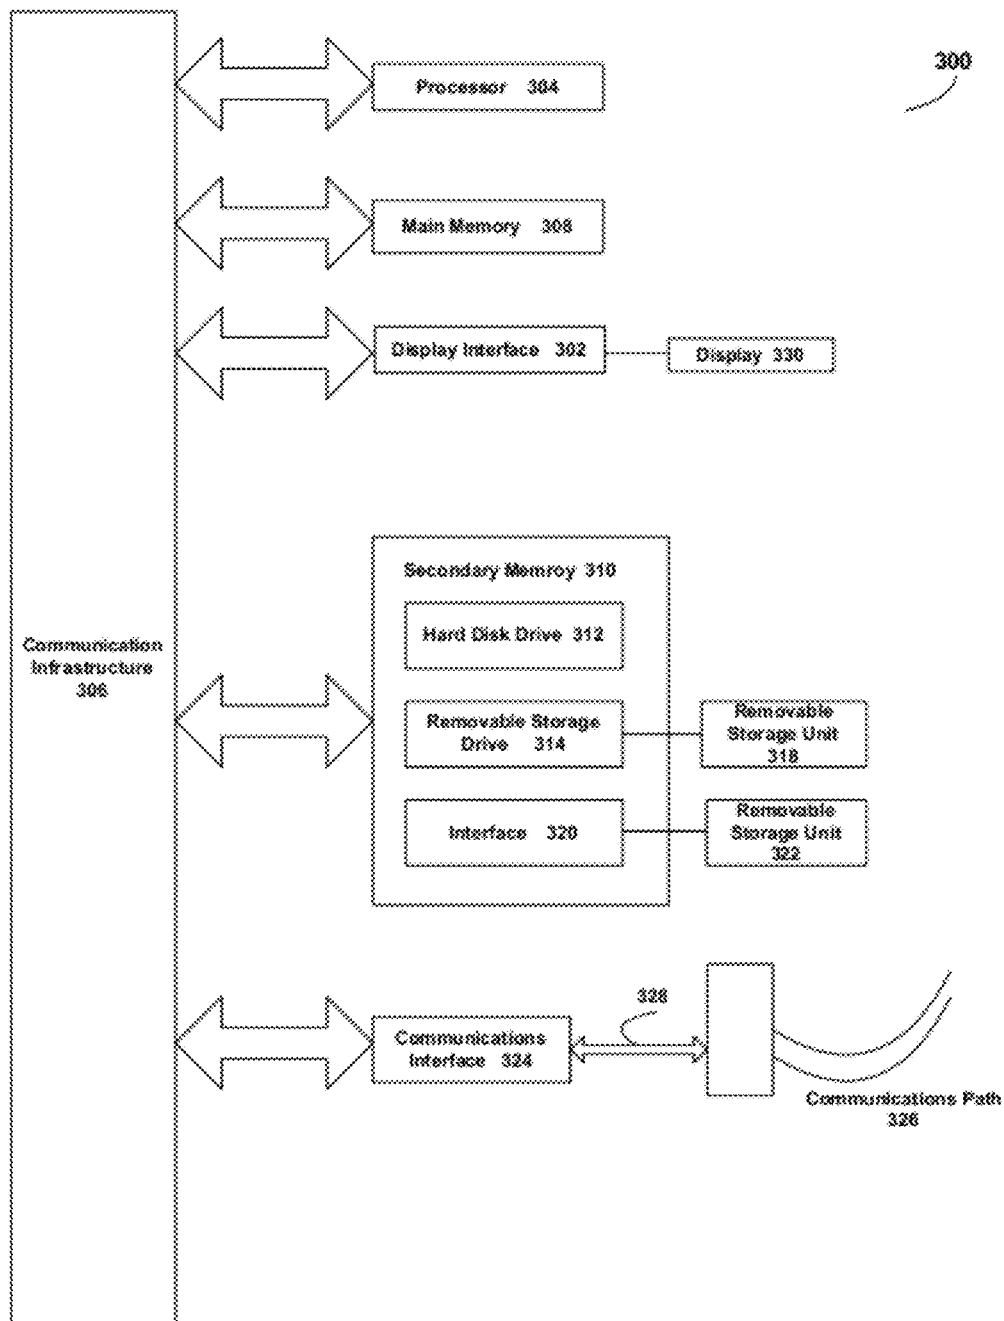 300
Processor 304
Main Memory 308
Display Interface 302
Display 330
Communication
Infrastructure
306
Secondary Memroy 310
Hard Disk Drive 312
Removable Storage
Drive 314
Removable
Storage Unit
318
Interface 320
Removable
Storage Unit
322
Communications
Interface 324
328
Communications Path
326